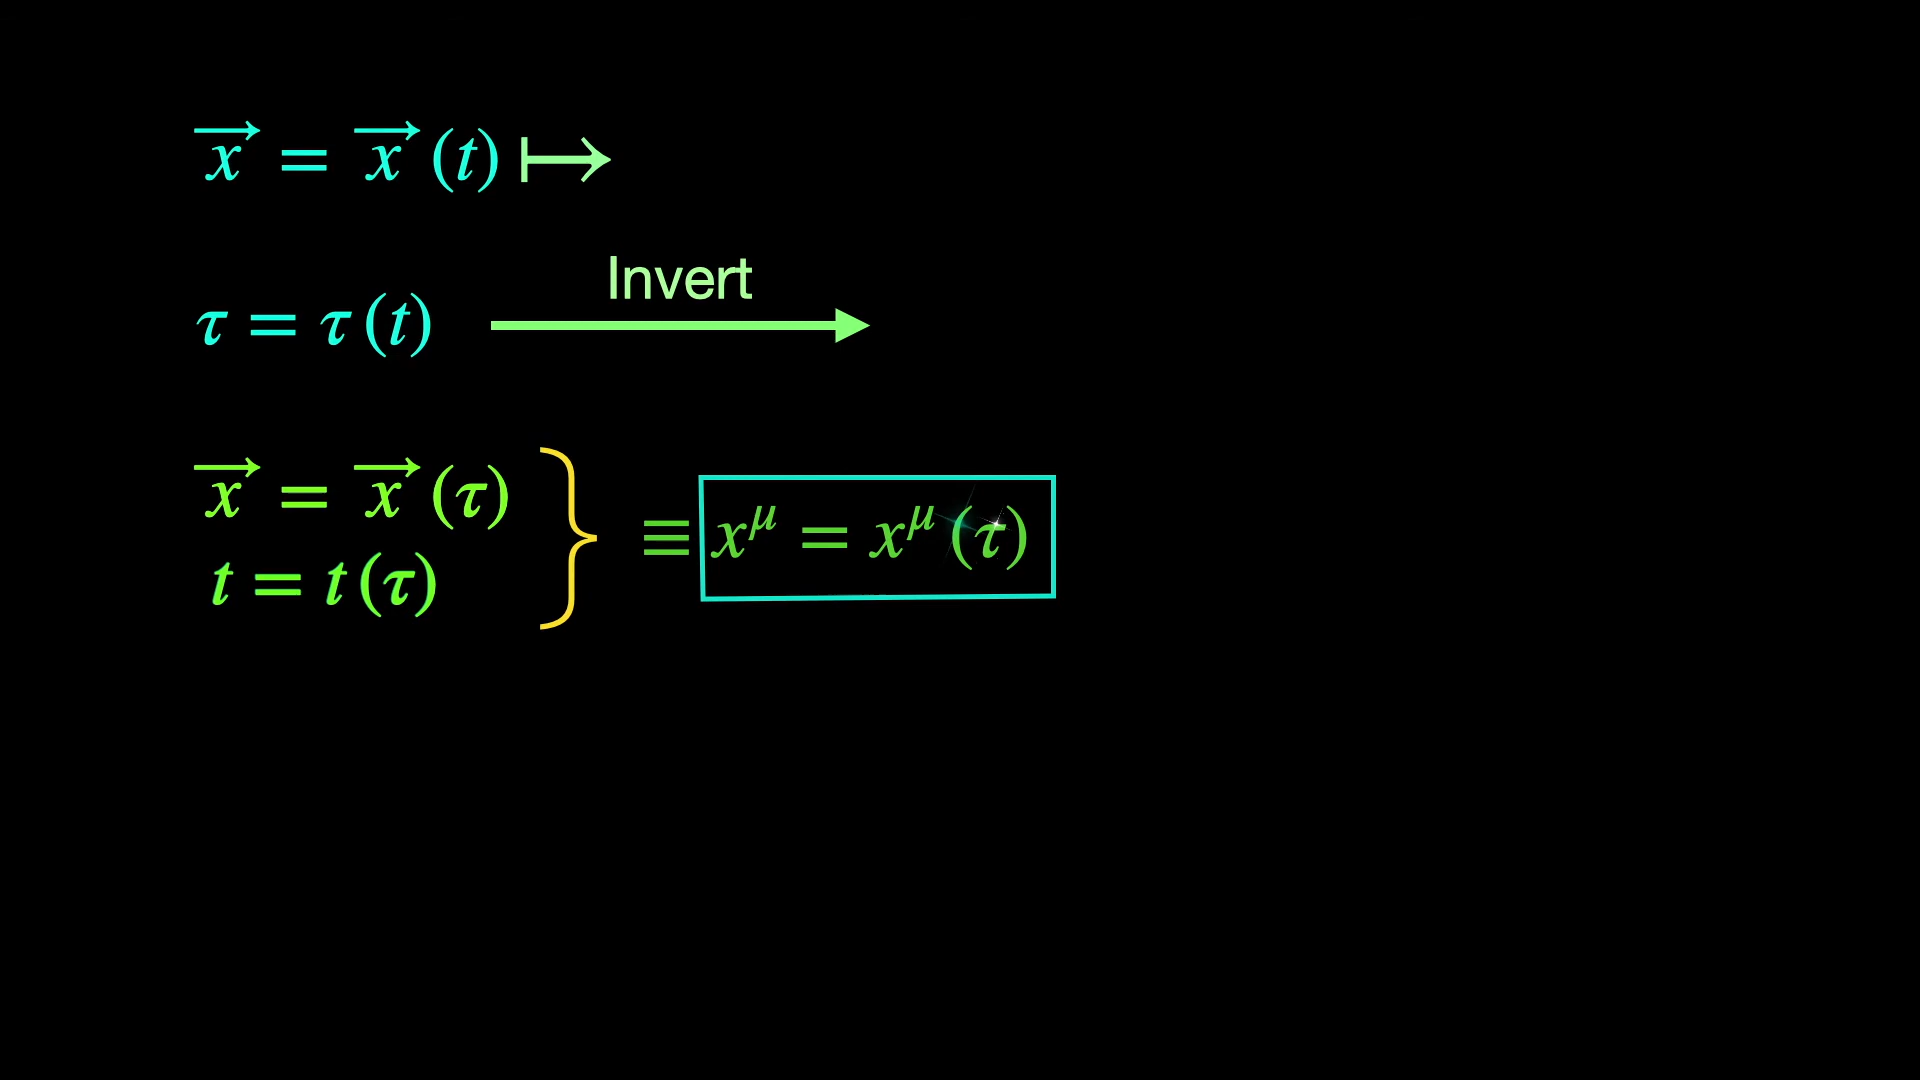 x⃗ = x⃗ (t) ↦
Invert
τ = τ (t) ⟶
x⃗ = x⃗ (τ)
t = t (τ)
} ≡ x^μ = x^μ (τ)